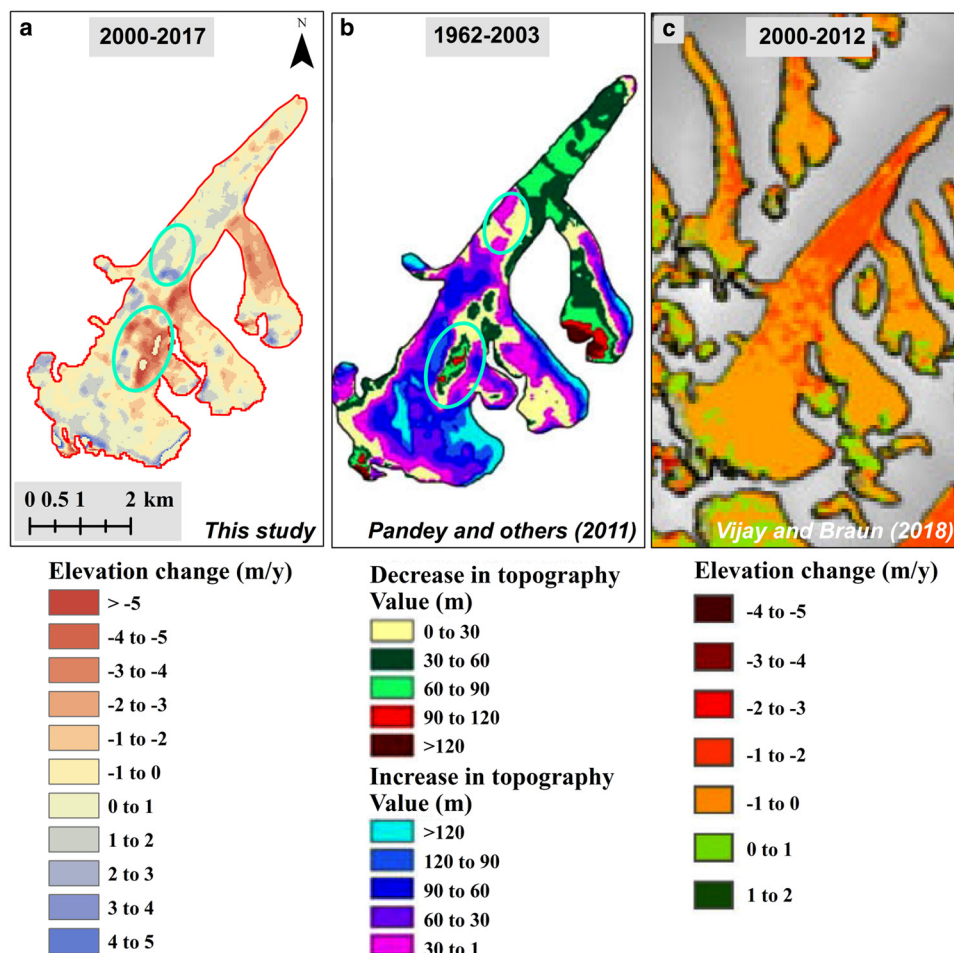 a
2000-2017
N
0 0.5 1 2 km
This study
b
1962-2003
Pandey and others (2011)
c
2000-2012
Vijay and Braun (2018)
Elevation change (m/y)
> -5
-4 to -5
-3 to -4
-2 to -3
-1 to -2
-1 to 0
0 to 1
1 to 2
2 to 3
3 to 4
4 to 5
Decrease in topography
Value (m)
0 to 30
30 to 60
60 to 90
90 to 120
>120
Increase in topography
Value (m)
>120
120 to 90
90 to 60
60 to 30
30 to 1
Elevation change (m/y)
-4 to -5
-3 to -4
-2 to -3
-1 to -2
-1 to 0
0 to 1
1 to 2